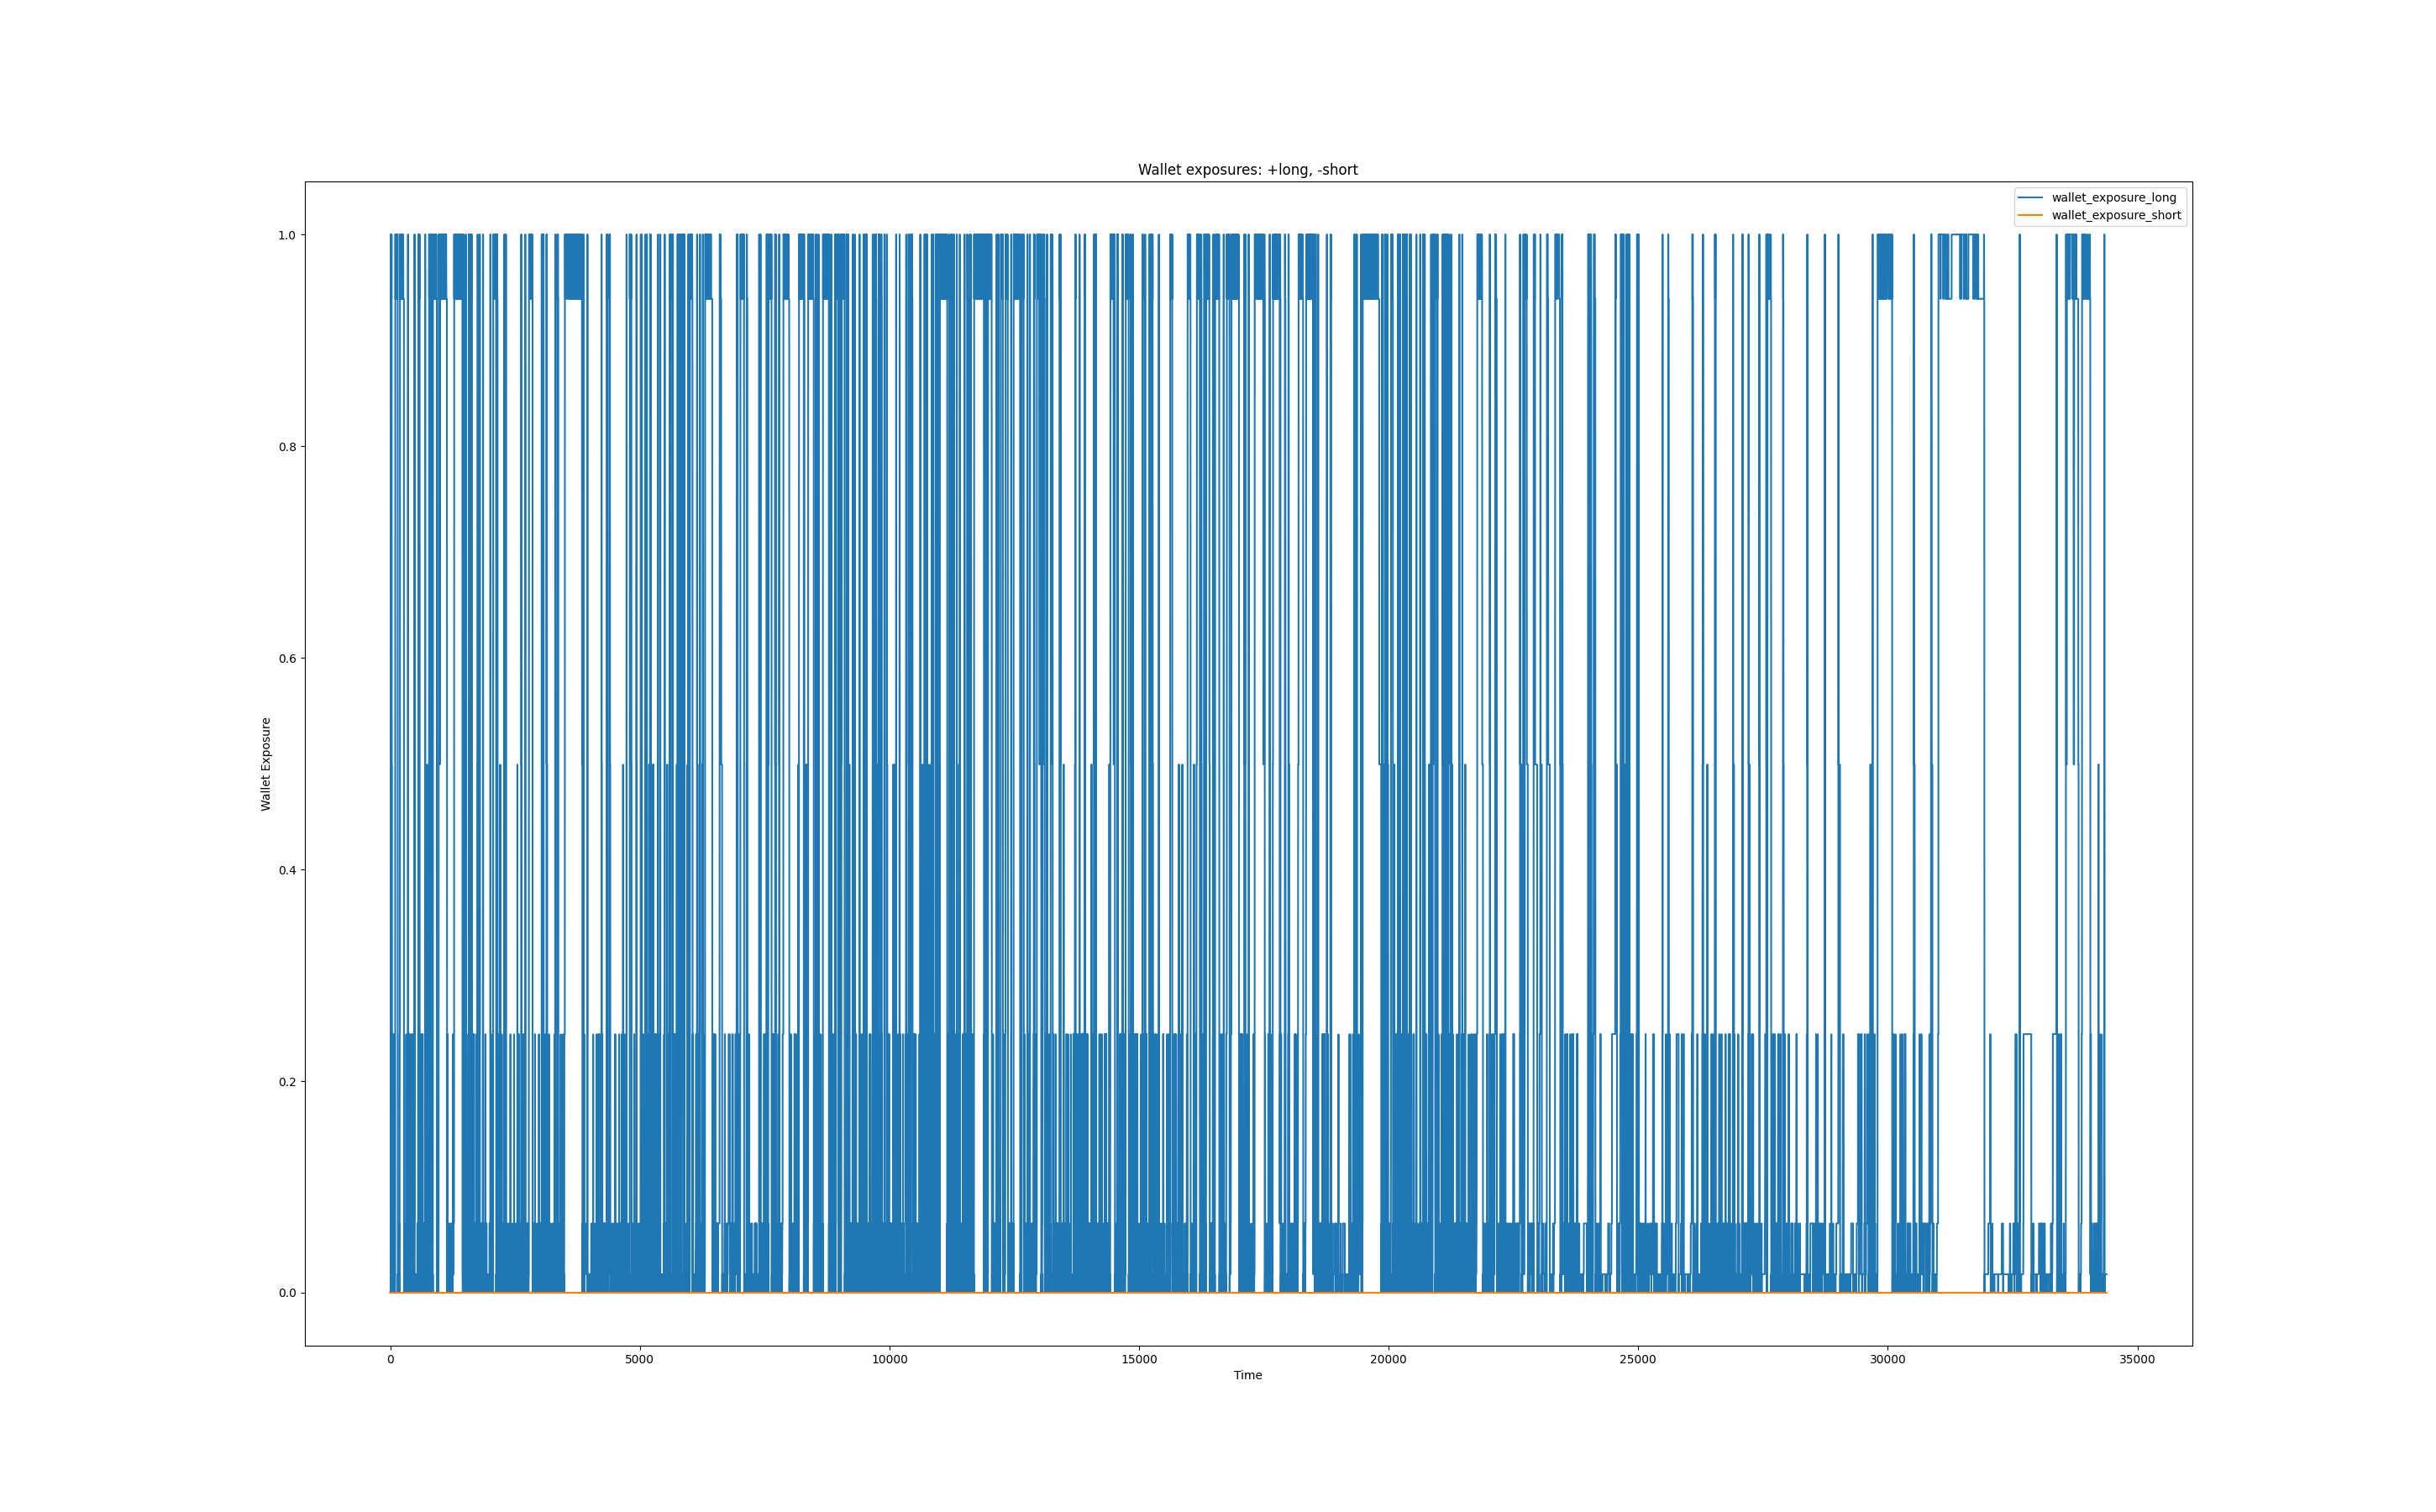 Wallet exposures: +long, -short
wallet_exposure_long
wallet_exposure_short
1.0
0.8
0.6
0.4
0.2
0.0
Wallet Exposure
0 5000 10000 15000 20000 25000 30000 35000
Time